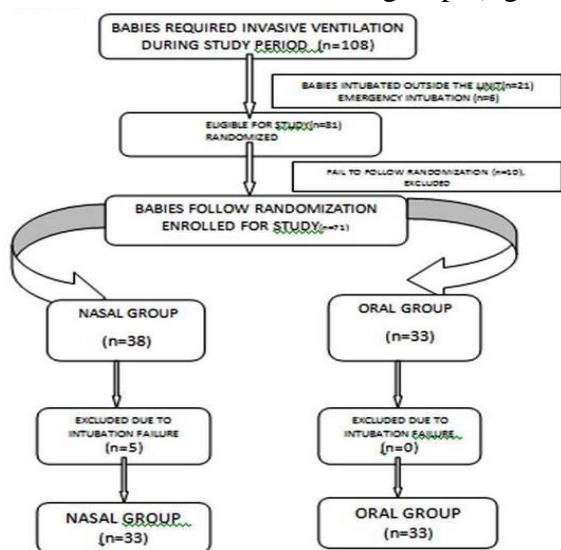 BABIES REQUIRED INVASIVE VENTILATION
DURING STUDY PERIOD (n=108)
BABIES INTUBATED OUTSIDE THE UNIT(n=21)
EMERGENCY INTUBATION (n=6)
ELIGIBLE FOR STUDY(n=81)
RANDOMIZED
FAIL TO FOLLOW RANDOMIZATION (n=10),
EXCLUDED
BABIES FOLLOW RANDOMIZATION
ENROLLED FOR STUDY(n=71)
NASAL GROUP
(n=38)
ORAL GROUP
(n=33)
EXCLUDED DUE TO
INTUBATION FAILURE
(n=5)
EXCLUDED DUE TO
INTUBATION FAILURE
(n=0)
NASAL GROUP
(n=33)
ORAL GROUP
(n=33)